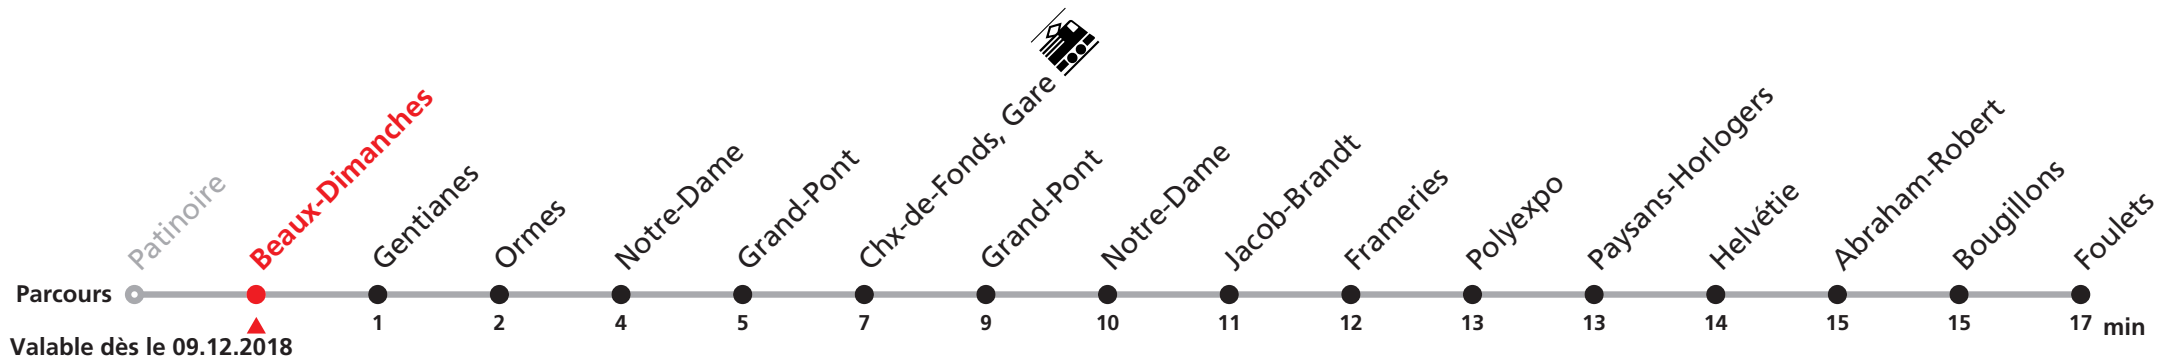 Patinoire
Beaux-Dimanches
Gentianes
Ormes
Notre-Dame
Grand-Pont
Chx-de-Fonds, Gare
Grand-Pont
Notre-Dame
Jacob-Brandt
Frameries
Polyexpo
Paysans-Horlogers
Helvétie
Abraham-Robert
Bougillons
Foulets
Parcours
1 2 4 5 7 9 10 11 12 13 13 14 15 15 17 min
Valable dès le 09.12.2018